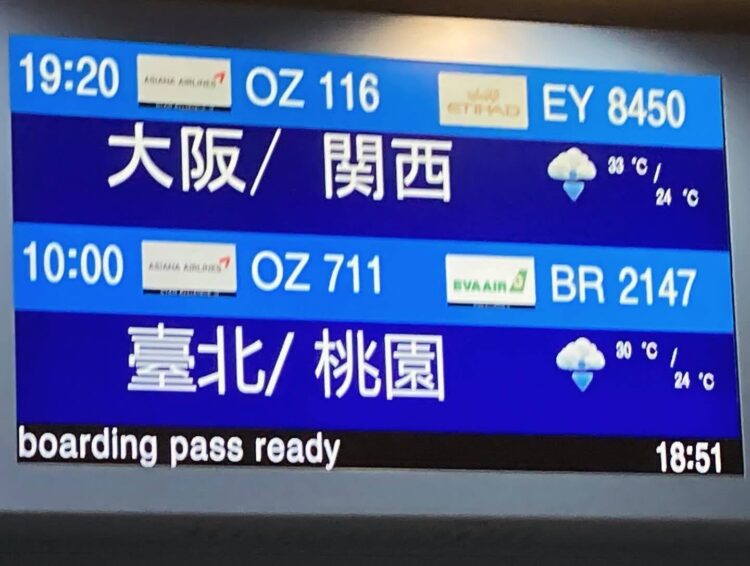 19:20 ASIANA AIRLINES OZ 116 ETIHAD EY 8450
大阪/ 関西 33 ℃ / 24 ℃
10:00 ASIANA AIRLINES OZ 711 EVA AIR BR 2147
臺北/ 桃園 30 ℃ / 24 ℃
boarding pass ready 18:51